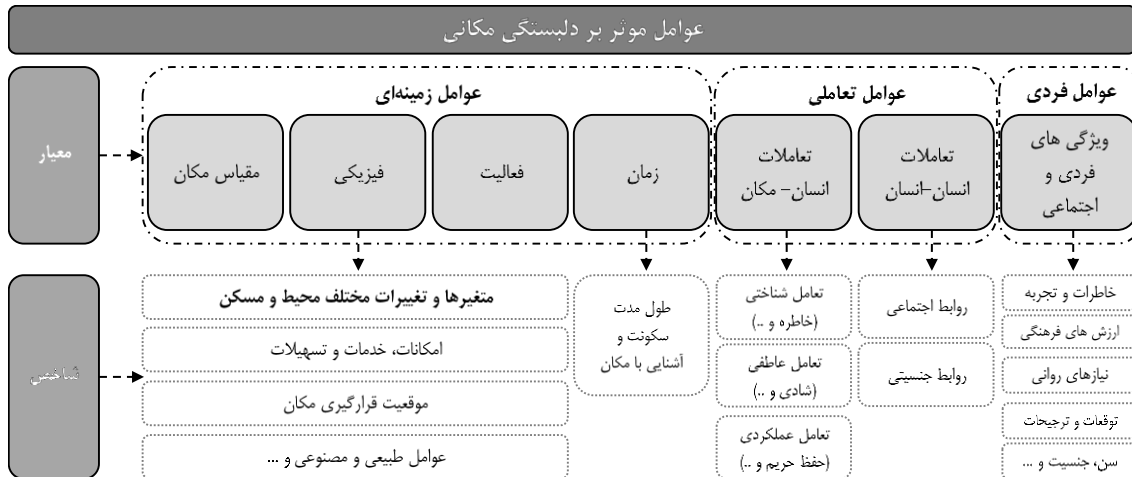 عوامل موثر بر دلبستگی مکانی
معیار
عوامل فردی
ویژگی های
فردی و
اجتماعی
عوامل تعاملی
تعاملات
انسان–انسان
تعاملات
انسان– مکان
عوامل زمینه‌ای
زمان
فعالیت
فیزیکی
مقیاس مکان
شاخص
خاطرات و تجربه
ارزش های فرهنگی
نیازهای روانی
توقعات و ترجیحات
سن، جنسیت و ...
روابط اجتماعی
روابط جنسیتی
تعامل شناختی
(خاطره و ..)
تعامل عاطفی
(شادی و ..)
تعامل عملکردی
(حفظ حریم و ..)
طول مدت
سکونت و
آشنایی با مکان
متغیرها و تغییرات مختلف محیط و مسکن
امکانات، خدمات و تسهیلات
موقعیت قرارگیری مکان
عوامل طبیعی و مصنوعی و ...